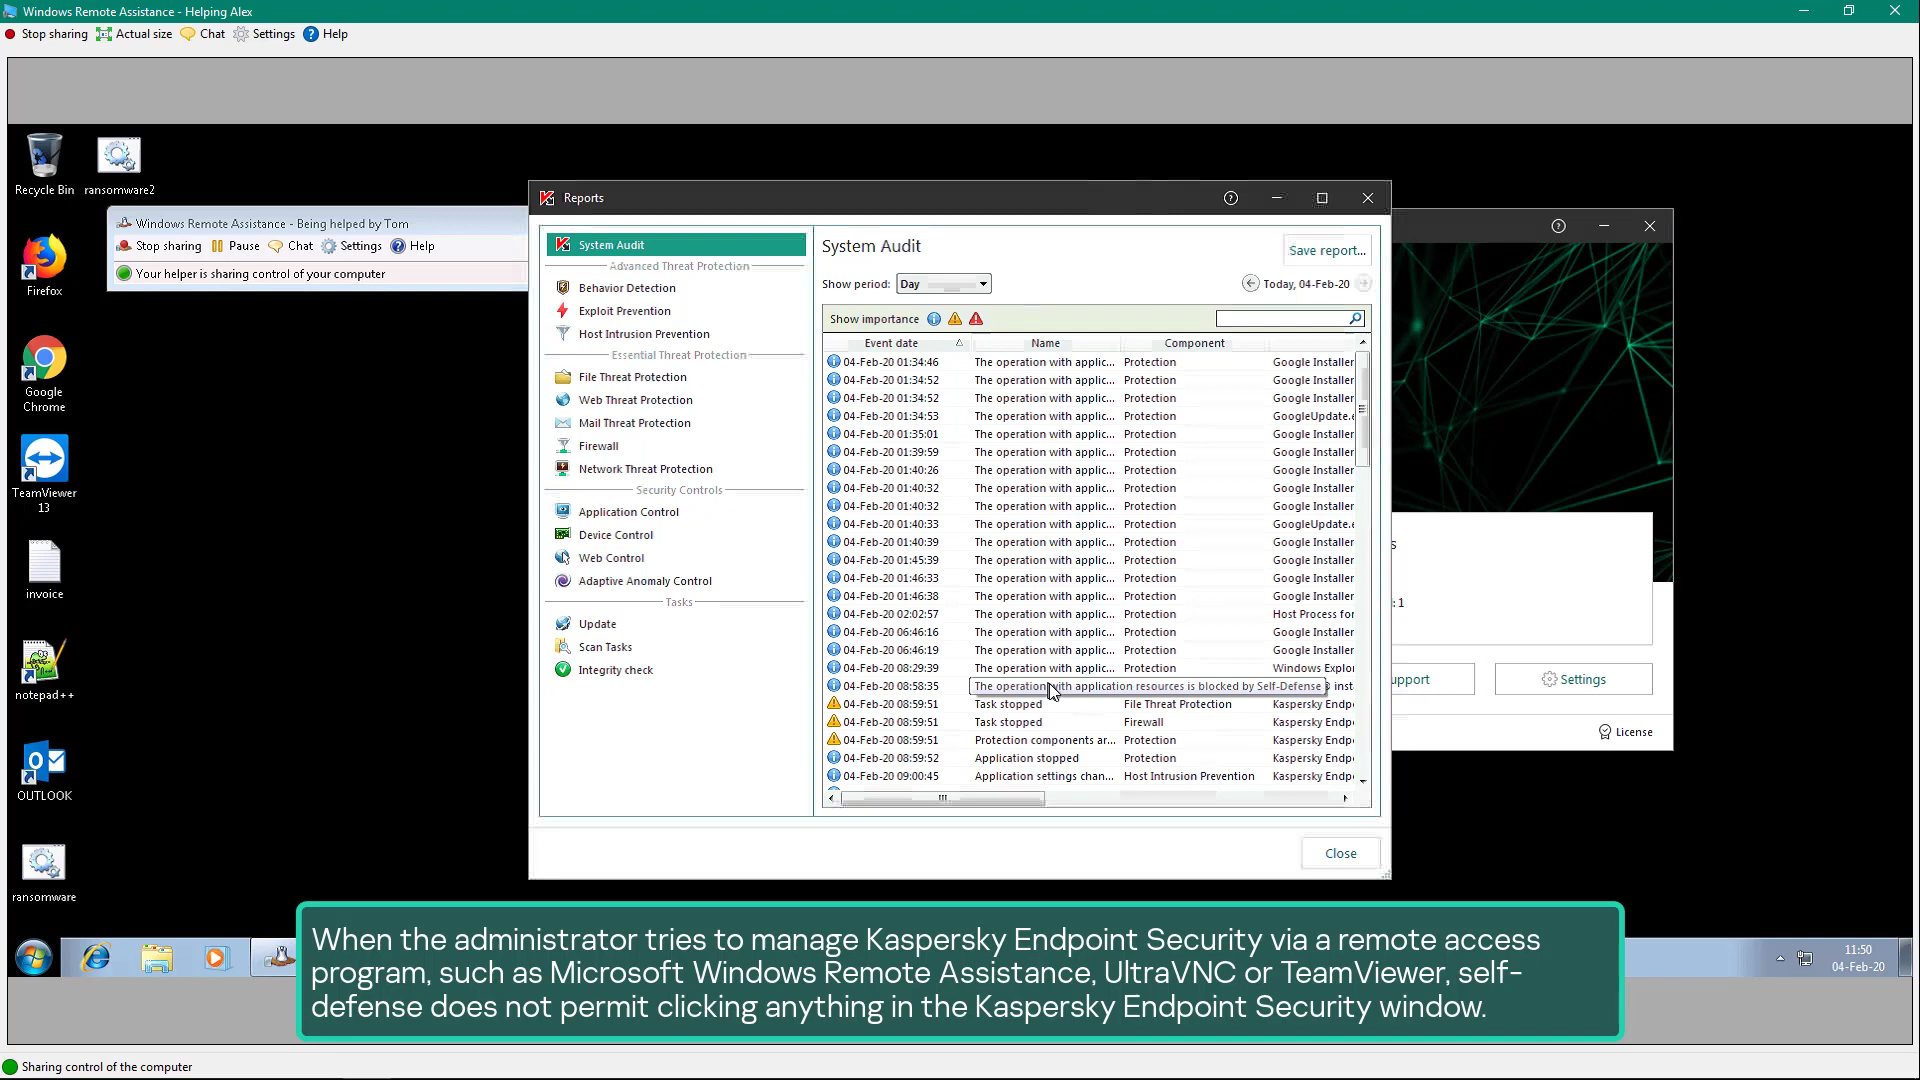 Windows Remote Assistance - Helping Alex
Stop sharing Actual size Chat Settings Help
Recycle Bin
ransomware2
Firefox
Google
Chrome
TeamViewer
13
invoice
notepad++
OUTLOOK
ransomware
Windows Remote Assistance - Being helped by Tom
Stop sharing Pause Chat Settings Help
Your helper is sharing control of your computer
Reports
System Audit
Advanced Threat Protection
Behavior Detection
Exploit Prevention
Host Intrusion Prevention
Essential Threat Protection
File Threat Protection
Web Threat Protection
Mail Threat Protection
Firewall
Network Threat Protection
Security Controls
Application Control
Device Control
Web Control
Adaptive Anomaly Control
Tasks
Update
Scan Tasks
Integrity check
System Audit
Save report...
Show period: Day
Today, 04-Feb-20
Show importance
Event date Name Component
04-Feb-20 01:34:46 The operation with applic... Protection Google Installer
04-Feb-20 01:34:52 The operation with applic... Protection Google Installer
04-Feb-20 01:34:52 The operation with applic... Protection Google Installer
04-Feb-20 01:34:53 The operation with applic... Protection GoogleUpdate.e
04-Feb-20 01:35:01 The operation with applic... Protection Google Installer
04-Feb-20 01:39:59 The operation with applic... Protection Google Installer
04-Feb-20 01:40:26 The operation with applic... Protection Google Installer
04-Feb-20 01:40:32 The operation with applic... Protection Google Installer
04-Feb-20 01:40:32 The operation with applic... Protection Google Installer
04-Feb-20 01:40:33 The operation with applic... Protection GoogleUpdate.e
04-Feb-20 01:40:39 The operation with applic... Protection Google Installer
04-Feb-20 01:45:39 The operation with applic... Protection Google Installer
04-Feb-20 01:46:33 The operation with applic... Protection Google Installer
04-Feb-20 01:46:38 The operation with applic... Protection Google Installer
04-Feb-20 02:02:57 The operation with applic... Protection Host Process for
04-Feb-20 06:46:16 The operation with applic... Protection Google Installer
04-Feb-20 06:46:19 The operation with applic... Protection Google Installer
04-Feb-20 08:29:39 The operation with applic... Protection Windows Explor
04-Feb-20 08:58:35 The operation with application resources is blocked by Self-Defense ® insta
04-Feb-20 08:59:51 Task stopped File Threat Protection Kaspersky Endp
04-Feb-20 08:59:51 Task stopped Firewall Kaspersky Endp
04-Feb-20 08:59:51 Protection components ar... Protection Kaspersky Endp
04-Feb-20 08:59:52 Application stopped Protection Kaspersky Endp
04-Feb-20 09:00:45 Application settings chan... Host Intrusion Prevention Kaspersky Endp
Close
s
:1
upport
Settings
License
When the administrator tries to manage Kaspersky Endpoint Security via a remote access
program, such as Microsoft Windows Remote Assistance, UltraVNC or TeamViewer, self-
defense does not permit clicking anything in the Kaspersky Endpoint Security window.
11:50
04-Feb-20
Sharing control of the computer